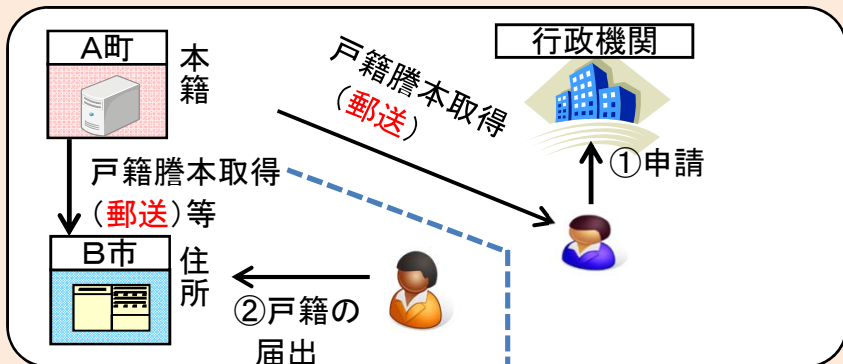 A町
本籍
戸籍謄本取得
（郵送）
行政機関
①申請
戸籍謄本取得
（郵送）等
B市
住所
②戸籍の
届出